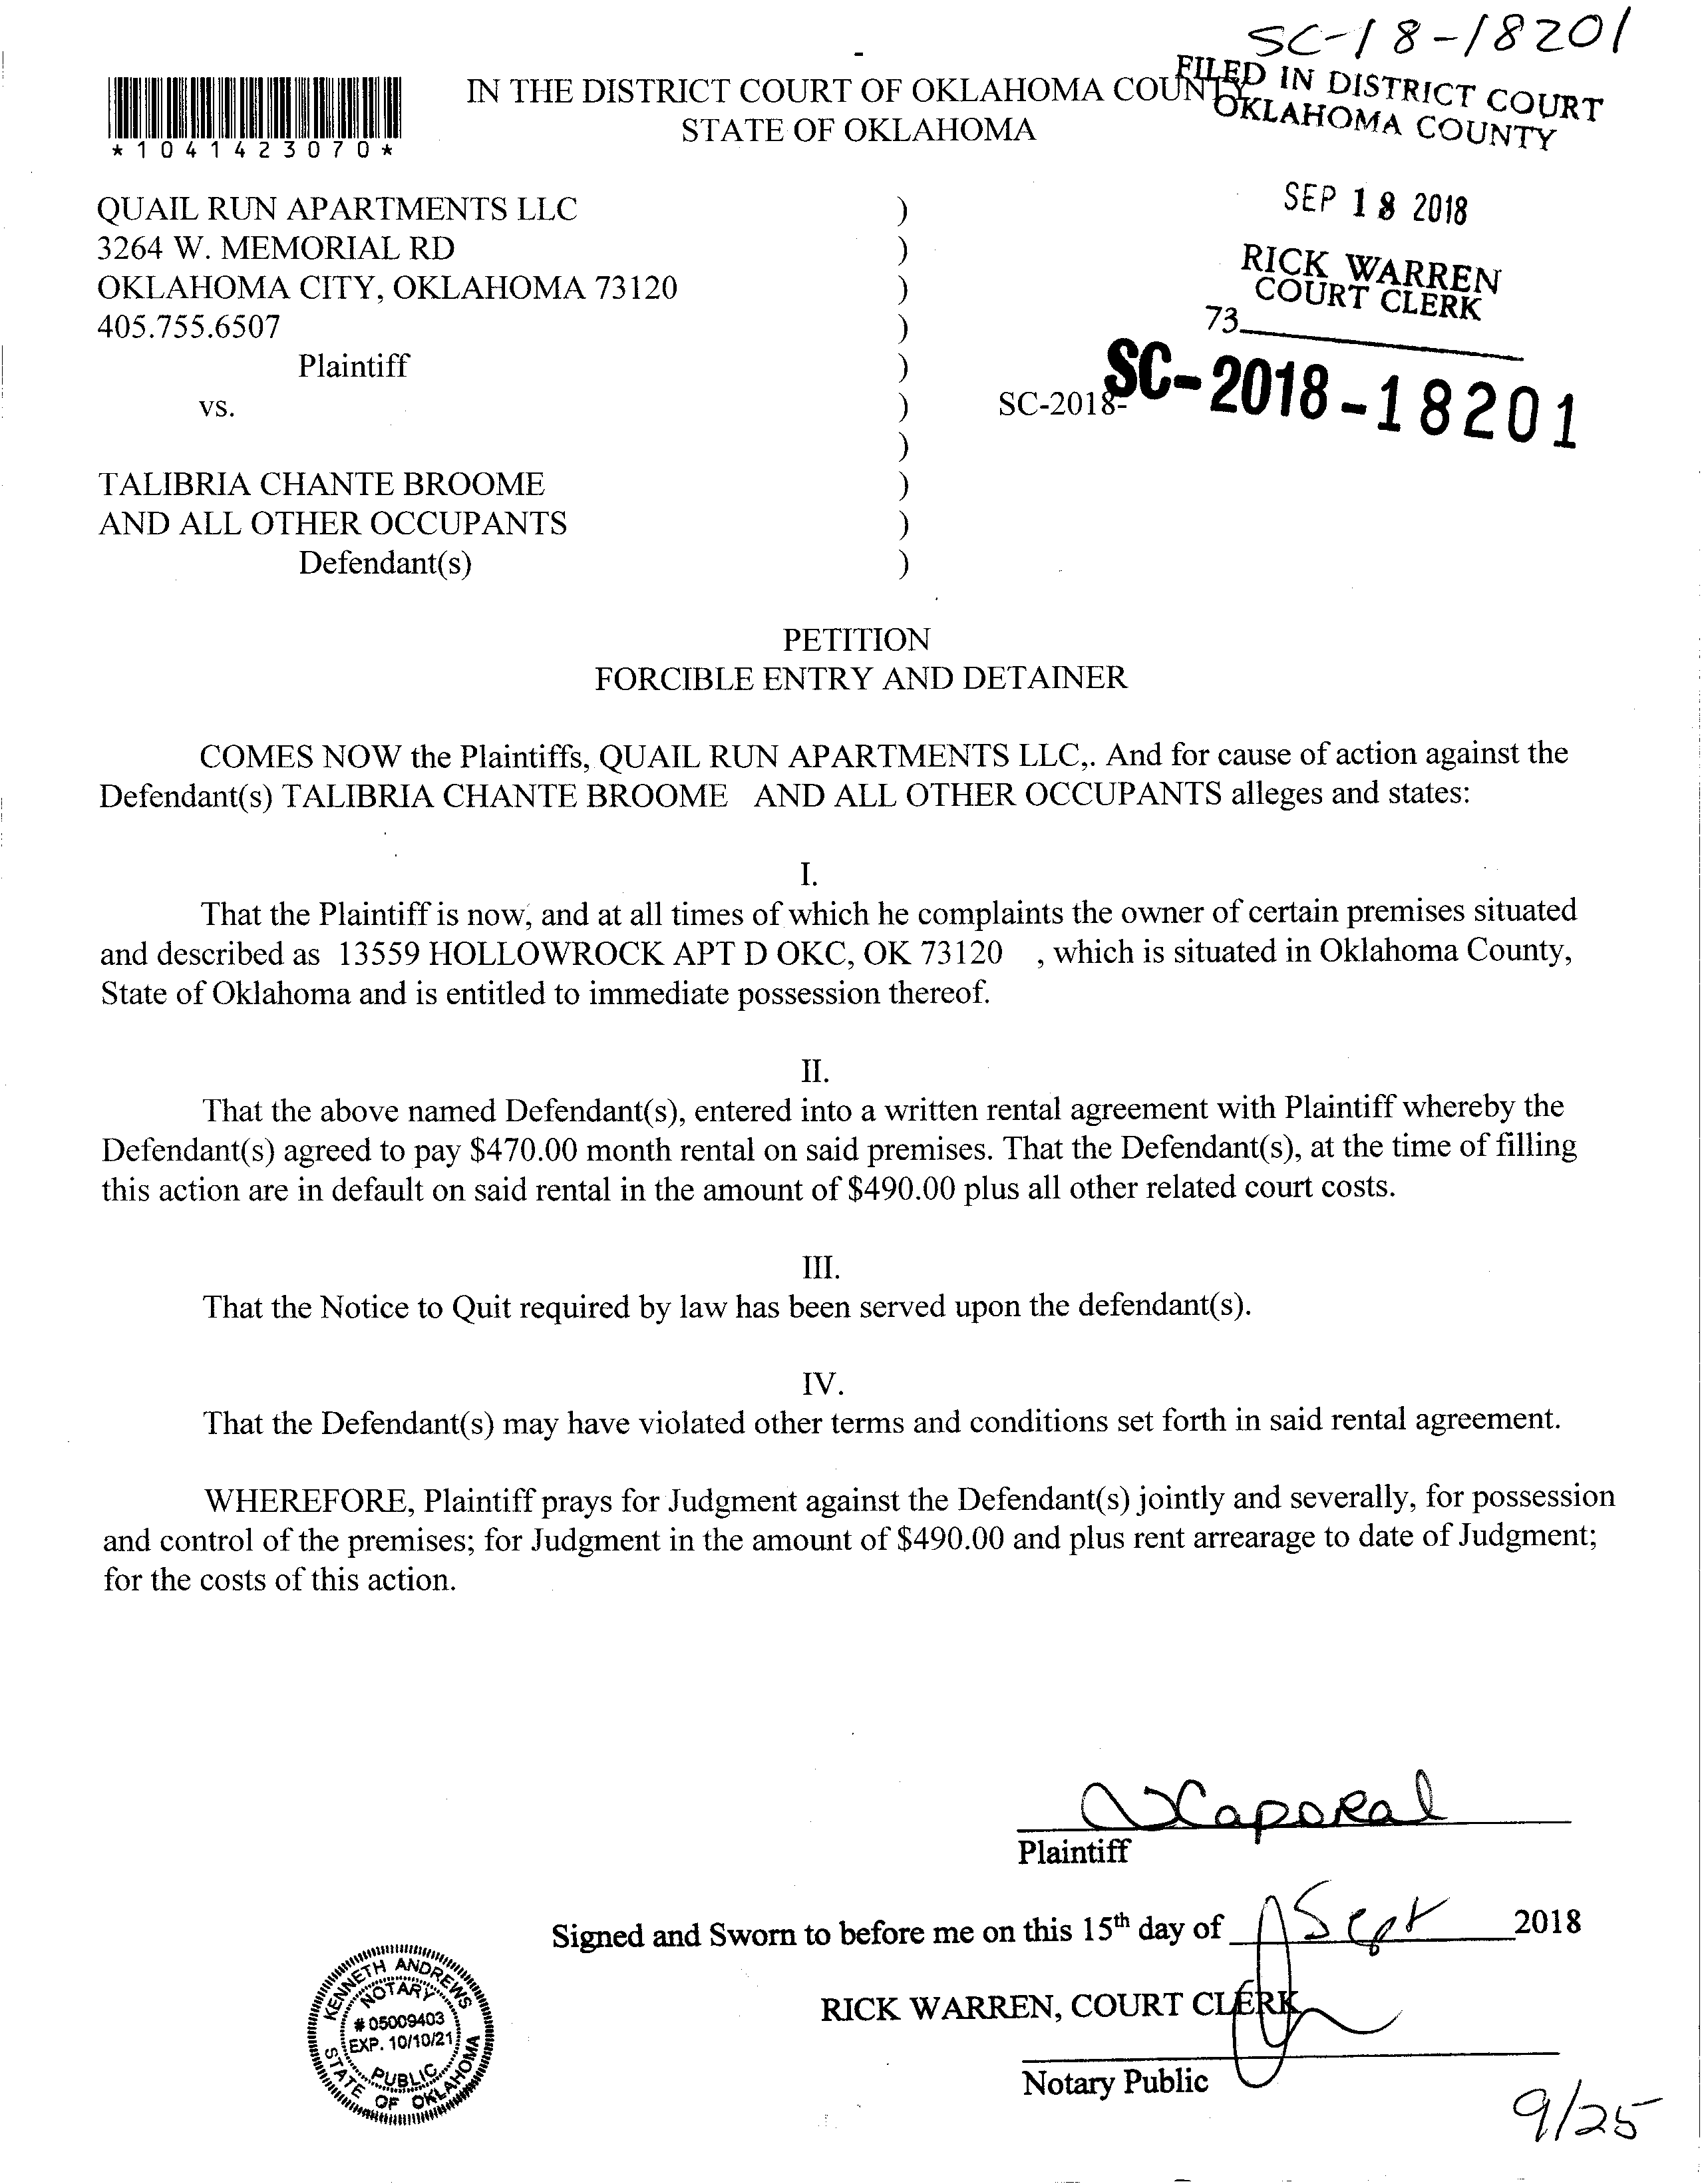 SC-18-18201
*1041423070*
IN THE DISTRICT COURT OF OKLAHOMA COUNTY
STATE OF OKLAHOMA
FILED IN DISTRICT COURT
OKLAHOMA COUNTY
QUAIL RUN APARTMENTS LLC )
3264 W. MEMORIAL RD )
OKLAHOMA CITY, OKLAHOMA 73120 )
405.755.6507 )
Plaintiff )
vs. )
)
TALIBRIA CHANTE BROOME )
AND ALL OTHER OCCUPANTS )
Defendant(s) )
SEP 18 2018
RICK WARREN
COURT CLERK
73
SC-2018-
SC-2018-18201
PETITION
FORCIBLE ENTRY AND DETAINER
COMES NOW the Plaintiffs, QUAIL RUN APARTMENTS LLC,. And for cause of action against the
Defendant(s) TALIBRIA CHANTE BROOME AND ALL OTHER OCCUPANTS alleges and states:
I.
That the Plaintiff is now, and at all times of which he complaints the owner of certain premises situated
and described as 13559 HOLLOWROCK APT D OKC, OK 73120 , which is situated in Oklahoma County,
State of Oklahoma and is entitled to immediate possession thereof.
II.
That the above named Defendant(s), entered into a written rental agreement with Plaintiff whereby the
Defendant(s) agreed to pay $470.00 month rental on said premises. That the Defendant(s), at the time of filling
this action are in default on said rental in the amount of $490.00 plus all other related court costs.
III.
That the Notice to Quit required by law has been served upon the defendant(s).
IV.
That the Defendant(s) may have violated other terms and conditions set forth in said rental agreement.
WHEREFORE, Plaintiff prays for Judgment against the Defendant(s) jointly and severally, for possession
and control of the premises; for Judgment in the amount of $490.00 and plus rent arrearage to date of Judgment;
for the costs of this action.
Caporal
Plaintiff
Signed and Sworn to before me on this 15th day of Sept 2018
RICK WARREN, COURT CLERK
Notary Public
KENNETH ANDREWS
NOTARY
# 05009403
EXP. 10/10/21
PUBLIC
STATE OF OKLAHOMA
9/25